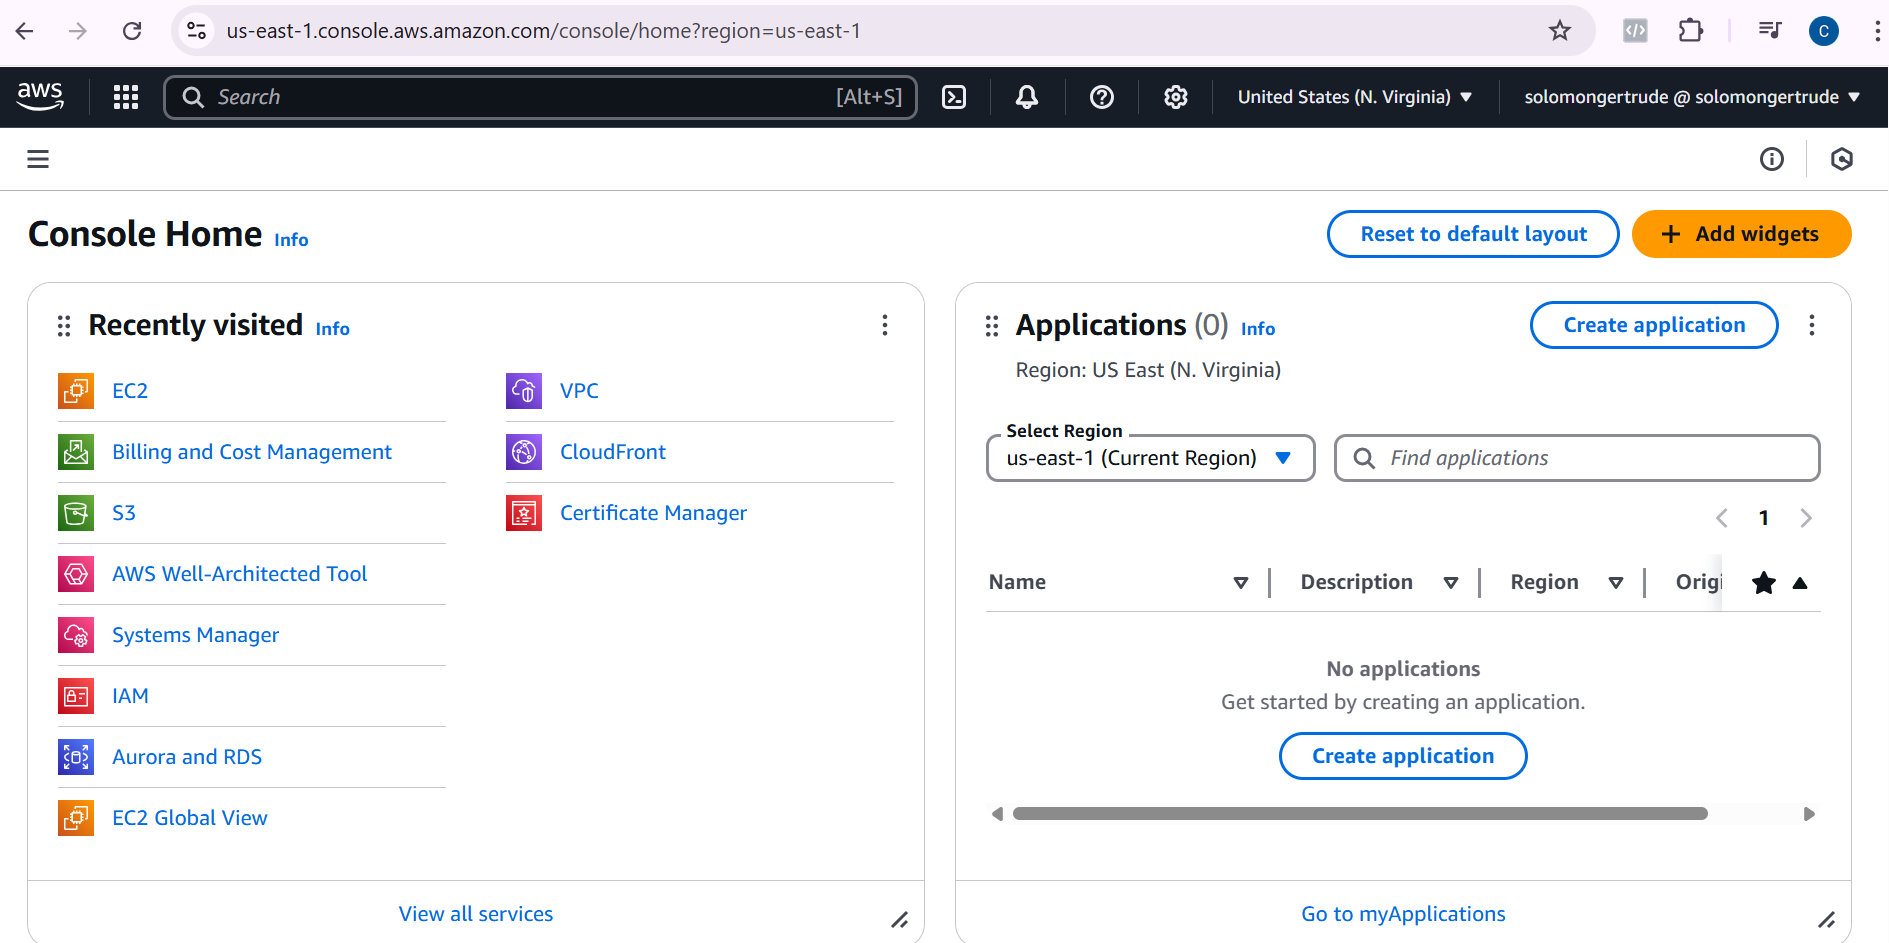 us-east-1.console.aws.amazon.com/console/home?region=us-east-1
C
aws
Search
[Alt+S]
United States (N. Virginia)
solomongertrude @ solomongertrude
Console Home
Info
Reset to default layout
+ Add widgets
Recently visited
Info
EC2
Billing and Cost Management
S3
AWS Well-Architected Tool
Systems Manager
IAM
Aurora and RDS
EC2 Global View
VPC
CloudFront
Certificate Manager
View all services
Applications (0)
Info
Create application
Region: US East (N. Virginia)
Select Region
us-east-1 (Current Region)
Find applications
1
Name
Description
Region
Origi
No applications
Get started by creating an application.
Create application
Go to myApplications